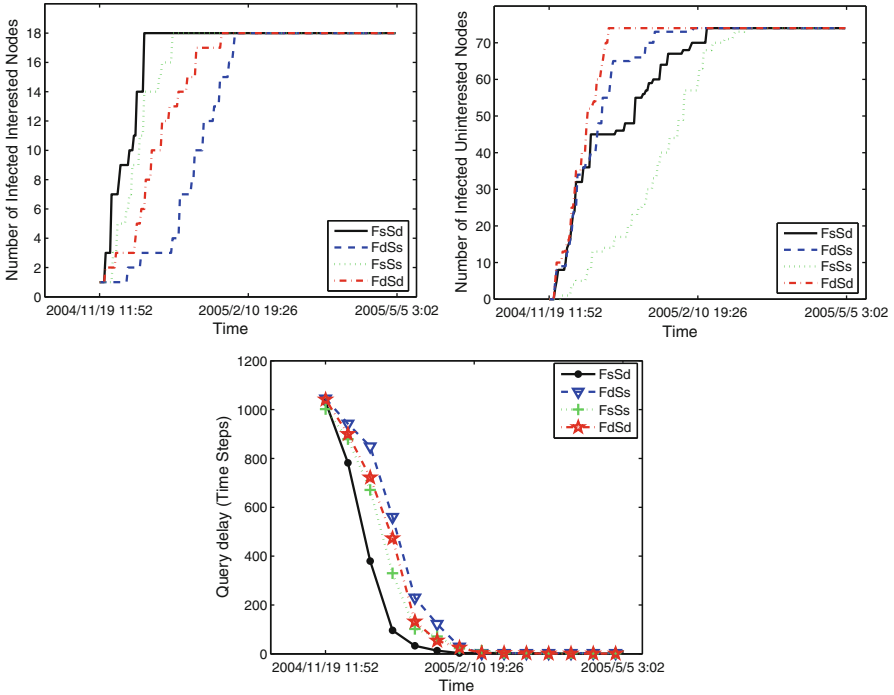 Number of Infected Interested Nodes
18
16
14
12
10
8
6
4
2
0
2004/11/19 11:52
2005/2/10 19:26
2005/5/5 3:02
Time
FsSd
FdSs
FsSs
FdSd
Number of Infected Uninterested Nodes
70
60
50
40
30
20
10
0
2004/11/19 11:52
2005/2/10 19:26
2005/5/5 3:02
Time
FsSd
FdSs
FsSs
FdSd
Query delay (Time Steps)
1200
1000
800
600
400
200
0
2004/11/19 11:52
2005/2/10 19:26
2005/5/5 3:02
Time
FsSd
FdSs
FsSs
FdSd